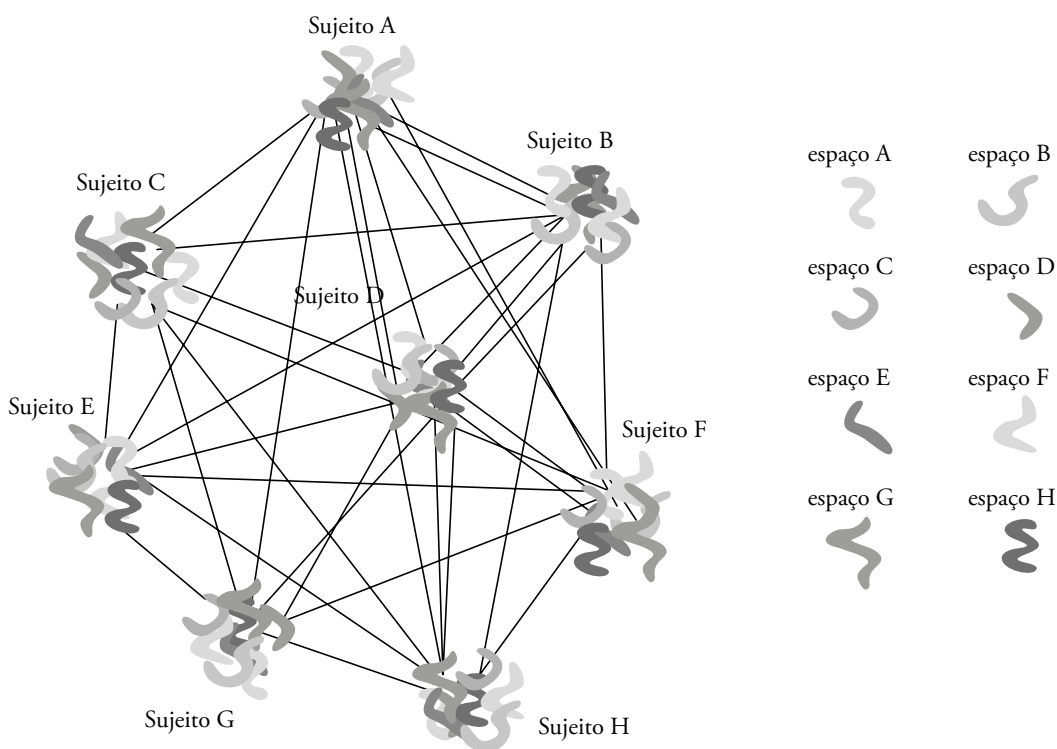 Sujeito A
Sujeito B
Sujeito C
Sujeito D
Sujeito E
Sujeito F
Sujeito G
Sujeito H
espaço A espaço B
espaço C espaço D
espaço E espaço F
espaço G espaço H